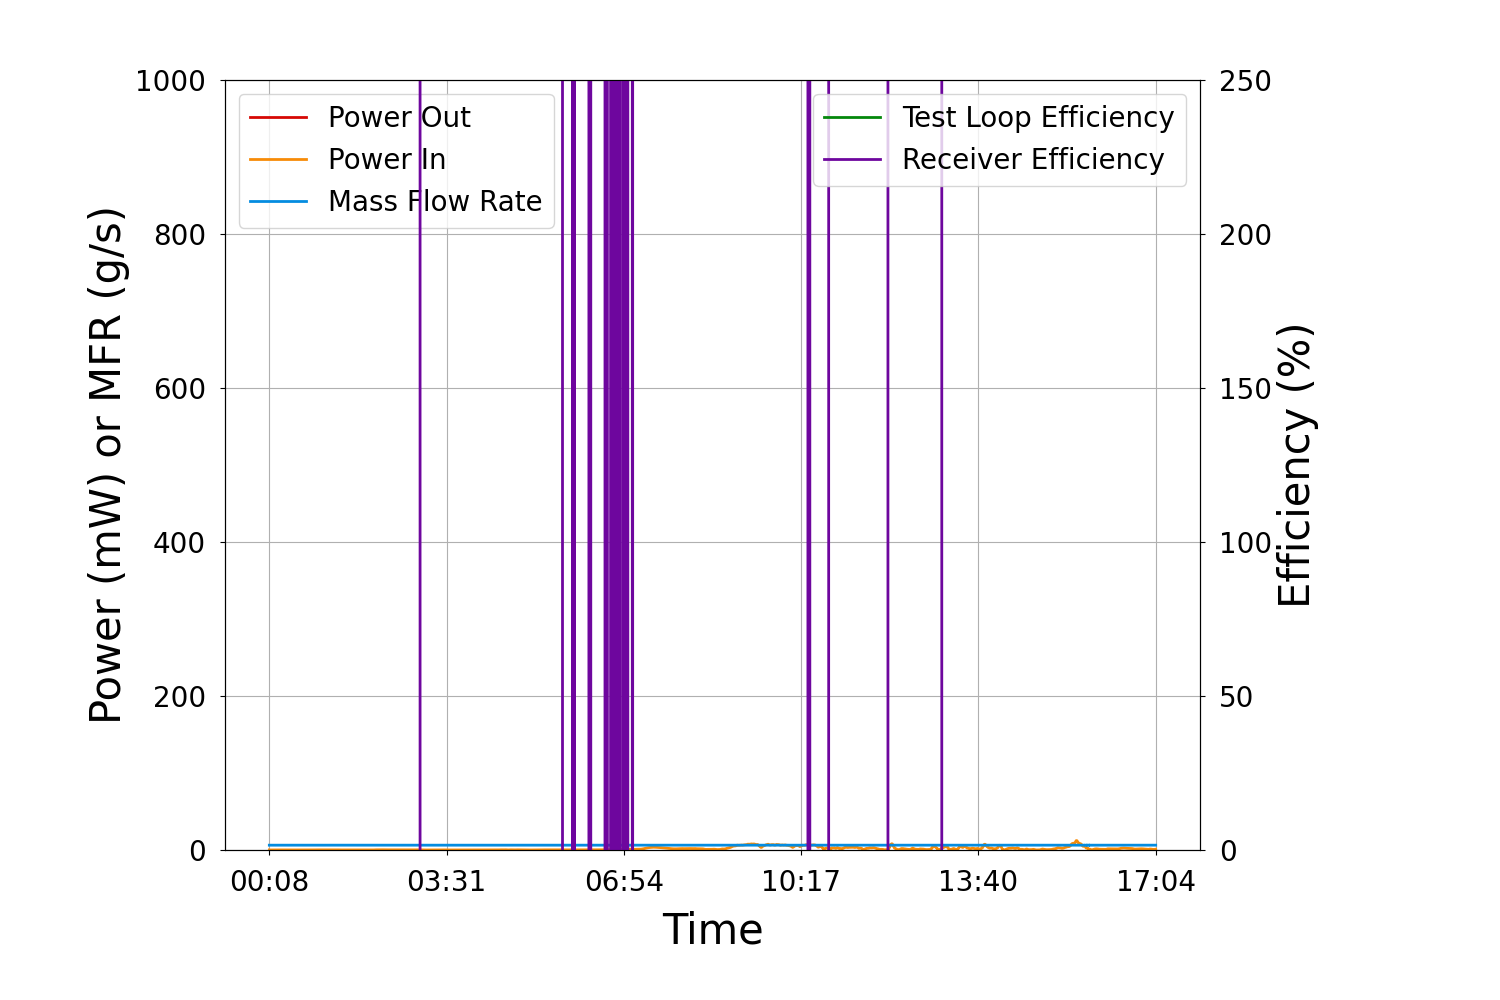 1000
800
600
400
200
0
Power (mW) or MFR (g/s)
Power Out
Power In
Mass Flow Rate
Test Loop Efficiency
Receiver Efficiency
250
200
150
100
50
0
Efficiency (%)
00:08 03:31 06:54 10:17 13:40 17:04
Time